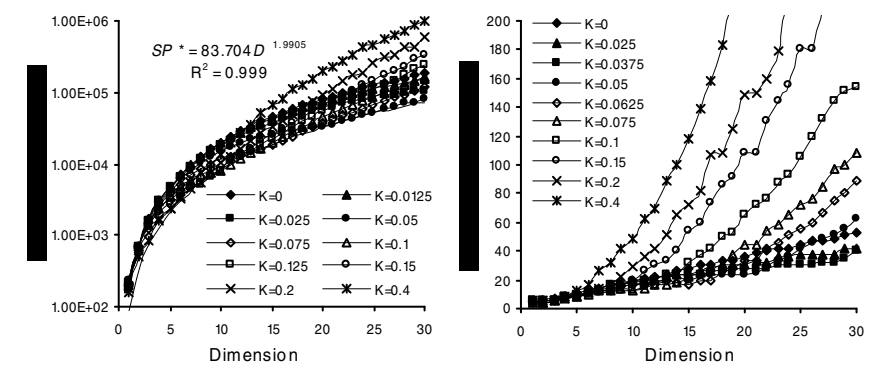 1.00E+06
1.00E+05
1.00E+04
1.00E+03
1.00E+02
SP * = 83.704D 1.9905
R2 = 0.999
K=0 K=0.0125
K=0.025 K=0.05
K=0.075 K=0.1
K=0.125 K=0.15
K=0.2 K=0.4
0 5 10 15 20 25 30
Dimension
200
180
160
140
120
100
80
60
40
20
0
K=0
K=0.025
K=0.0375
K=0.05
K=0.0625
K=0.075
K=0.1
K=0.15
K=0.2
K=0.4
0 5 10 15 20 25 30
Dimension